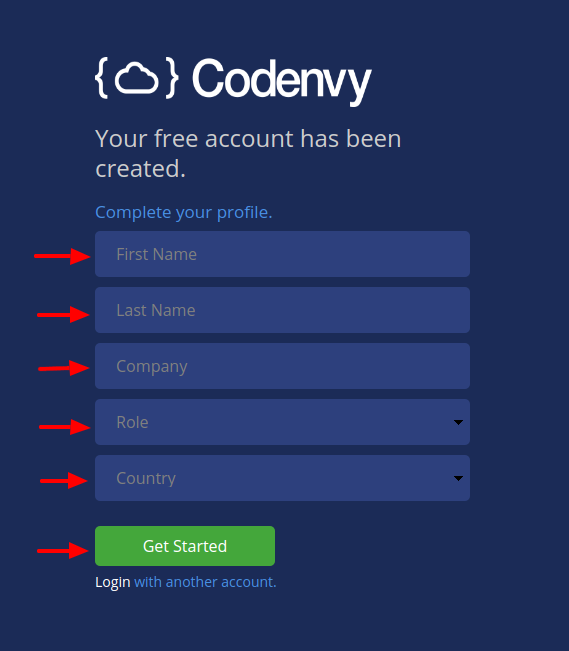 Codenvy
Your free account has been
created.
Complete your profile.
First Name
Last Name
Company
Role
Country
Get Started
Login with another account.